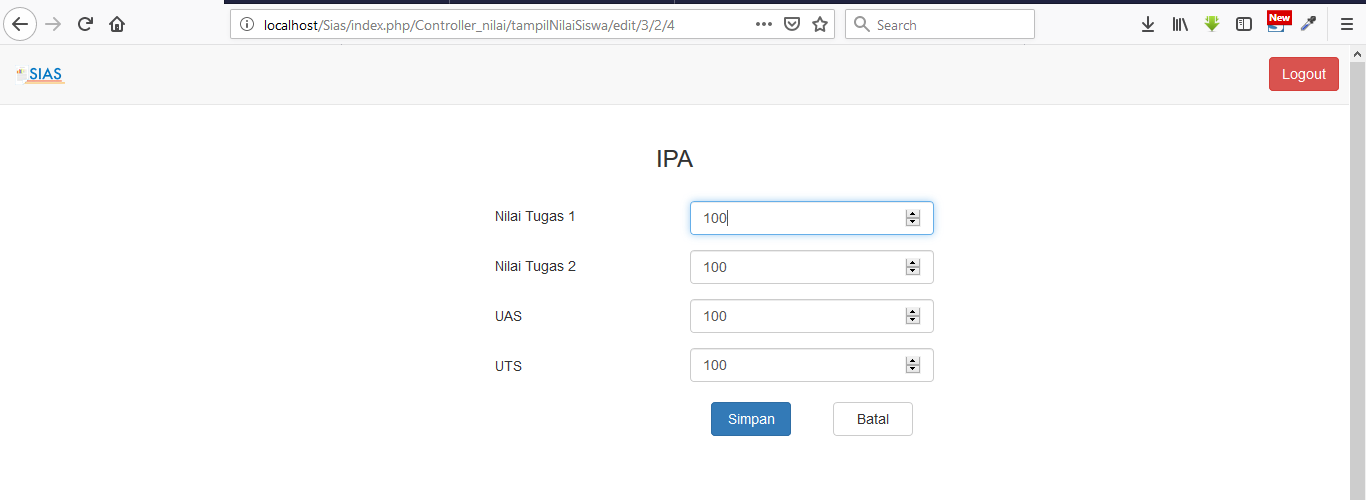 localhost/Sias/index.php/Controller_nilai/tampilNilaiSiswa/edit/3/2/4
Search
New
SIAS
Logout
IPA
Nilai Tugas 1
100
Nilai Tugas 2
100
UAS
100
UTS
100
Simpan
Batal